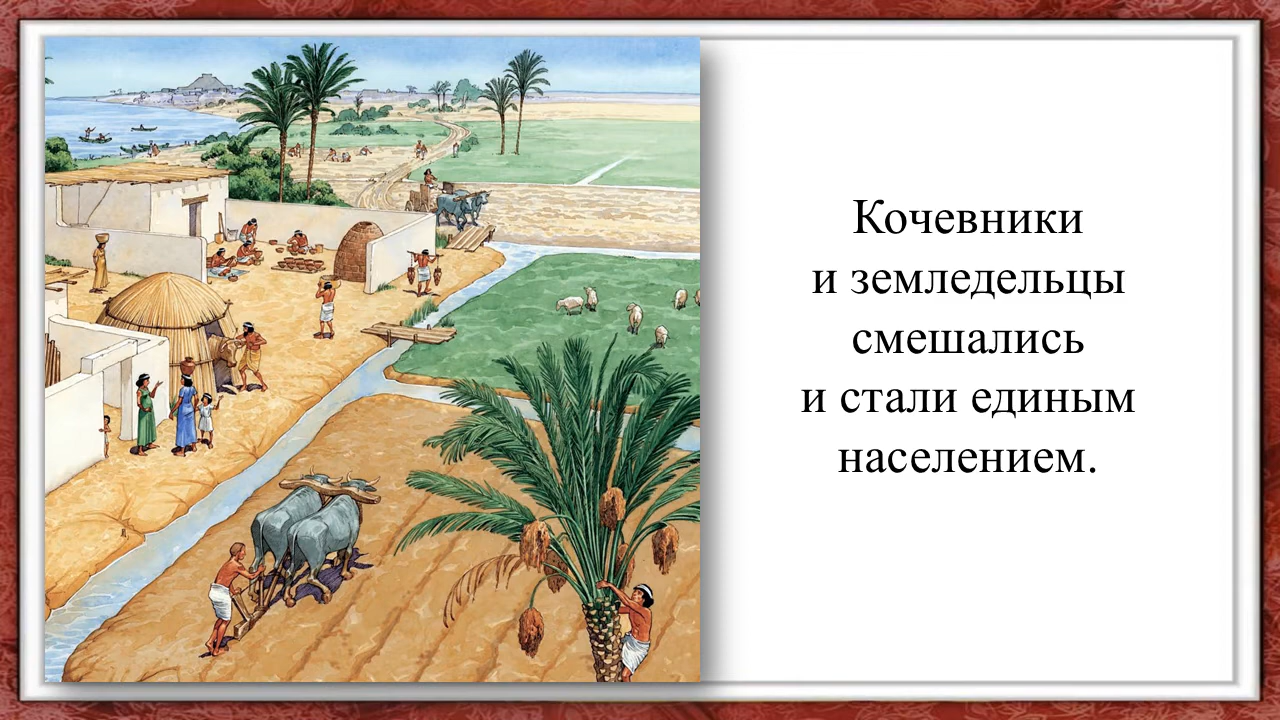 Кочевники
и земледельцы
смешались
и стали единым
населением.